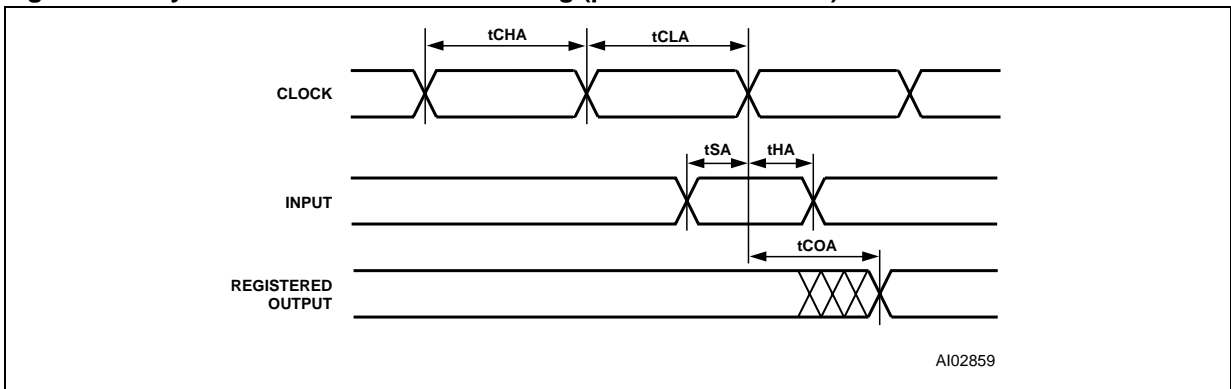 tCHA tCLA
CLOCK
tSA tHA
INPUT
tCOA
REGISTERED
OUTPUT
AI02859